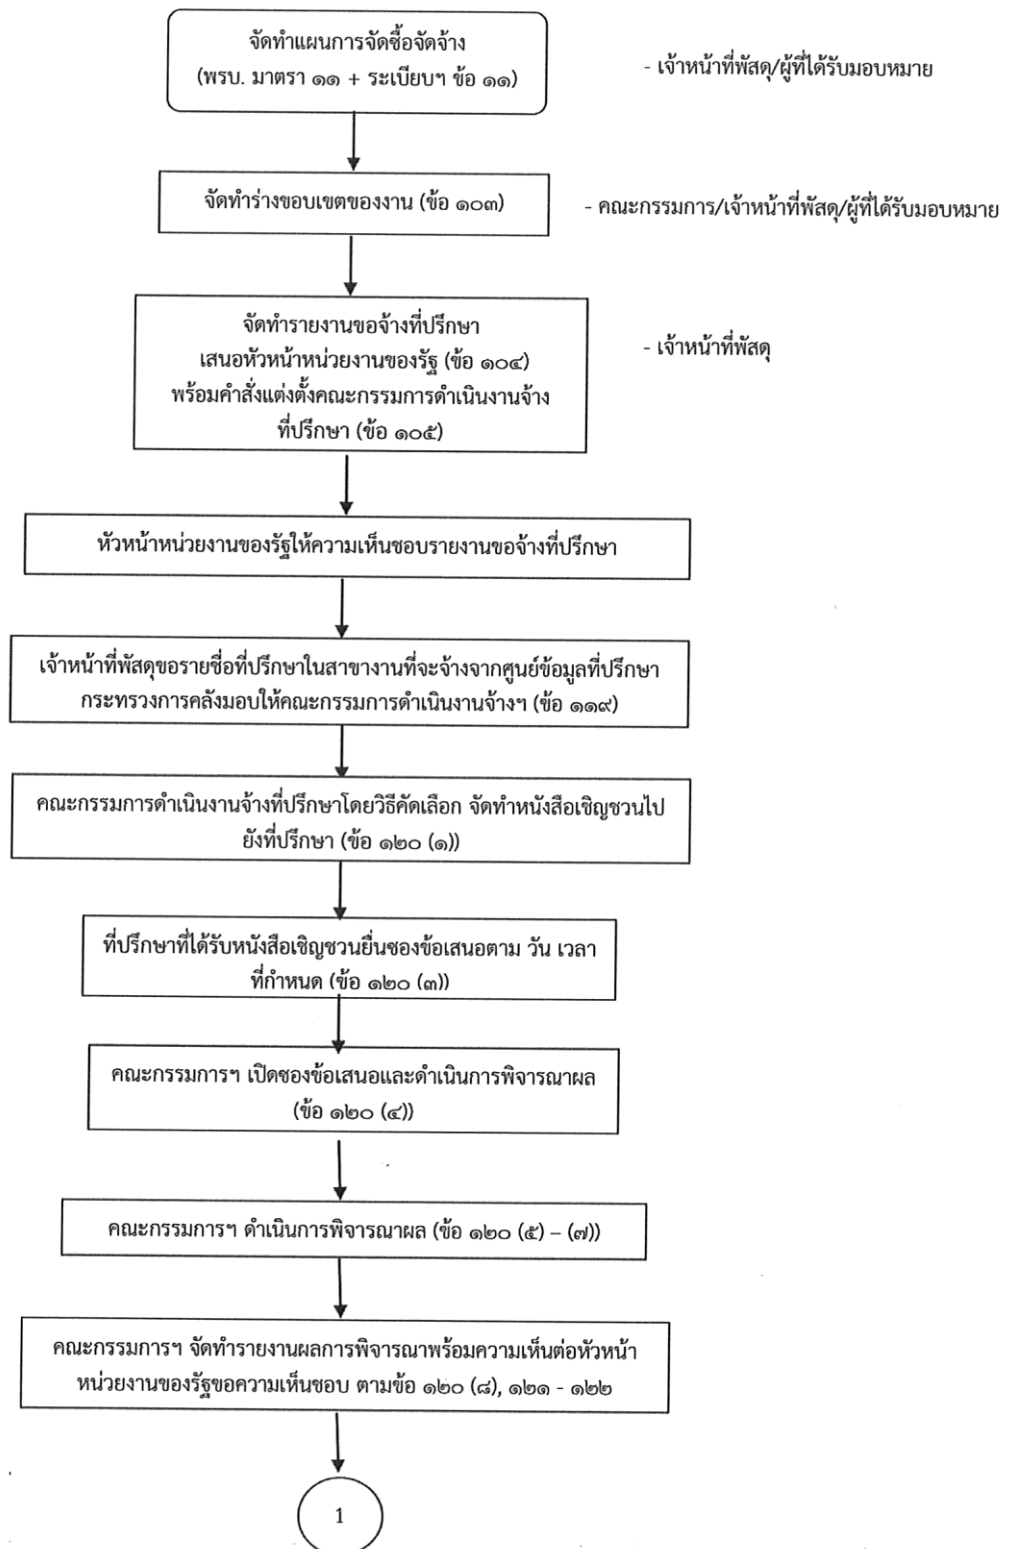 จัดทำแผนการจัดซื้อจัดจ้าง
(พรบ. มาตรา ๑๑ + ระเบียบฯ ข้อ ๑๑)
- เจ้าหน้าที่พัสดุ/ผู้ที่ได้รับมอบหมาย
จัดทำร่างขอบเขตของงาน (ข้อ ๑๐๓)
- คณะกรรมการ/เจ้าหน้าที่พัสดุ/ผู้ที่ได้รับมอบหมาย
จัดทำรายงานขอจ้างที่ปรึกษา
เสนอหัวหน้าหน่วยงานของรัฐ (ข้อ ๑๐๔)
พร้อมคำสั่งแต่งตั้งคณะกรรมการดำเนินงานจ้าง
ที่ปรึกษา (ข้อ ๑๐๕)
- เจ้าหน้าที่พัสดุ
หัวหน้าหน่วยงานของรัฐให้ความเห็นชอบรายงานขอจ้างที่ปรึกษา
เจ้าหน้าที่พัสดุขอรายชื่อที่ปรึกษาในสาขางานที่จะจ้างจากศูนย์ข้อมูลที่ปรึกษา
กระทรวงการคลังมอบให้คณะกรรมการดำเนินงานจ้างฯ (ข้อ ๑๑๙)
คณะกรรมการดำเนินงานจ้างที่ปรึกษาโดยวิธีคัดเลือก จัดทำหนังสือเชิญชวนไป
ยังที่ปรึกษา (ข้อ ๑๒๐ (๑))
ที่ปรึกษาที่ได้รับหนังสือเชิญชวนยื่นซองข้อเสนอตาม วัน เวลา
ที่กำหนด (ข้อ ๑๒๐ (๓))
คณะกรรมการฯ เปิดซองข้อเสนอและดำเนินการพิจารณาผล
(ข้อ ๑๒๐ (๔))
คณะกรรมการฯ ดำเนินการพิจารณาผล (ข้อ ๑๒๐ (๕) – (๗))
คณะกรรมการฯ จัดทำรายงานผลการพิจารณาพร้อมความเห็นต่อหัวหน้า
หน่วยงานของรัฐขอความเห็นชอบ ตามข้อ ๑๒๐ (๘), ๑๒๑ - ๑๒๒
1